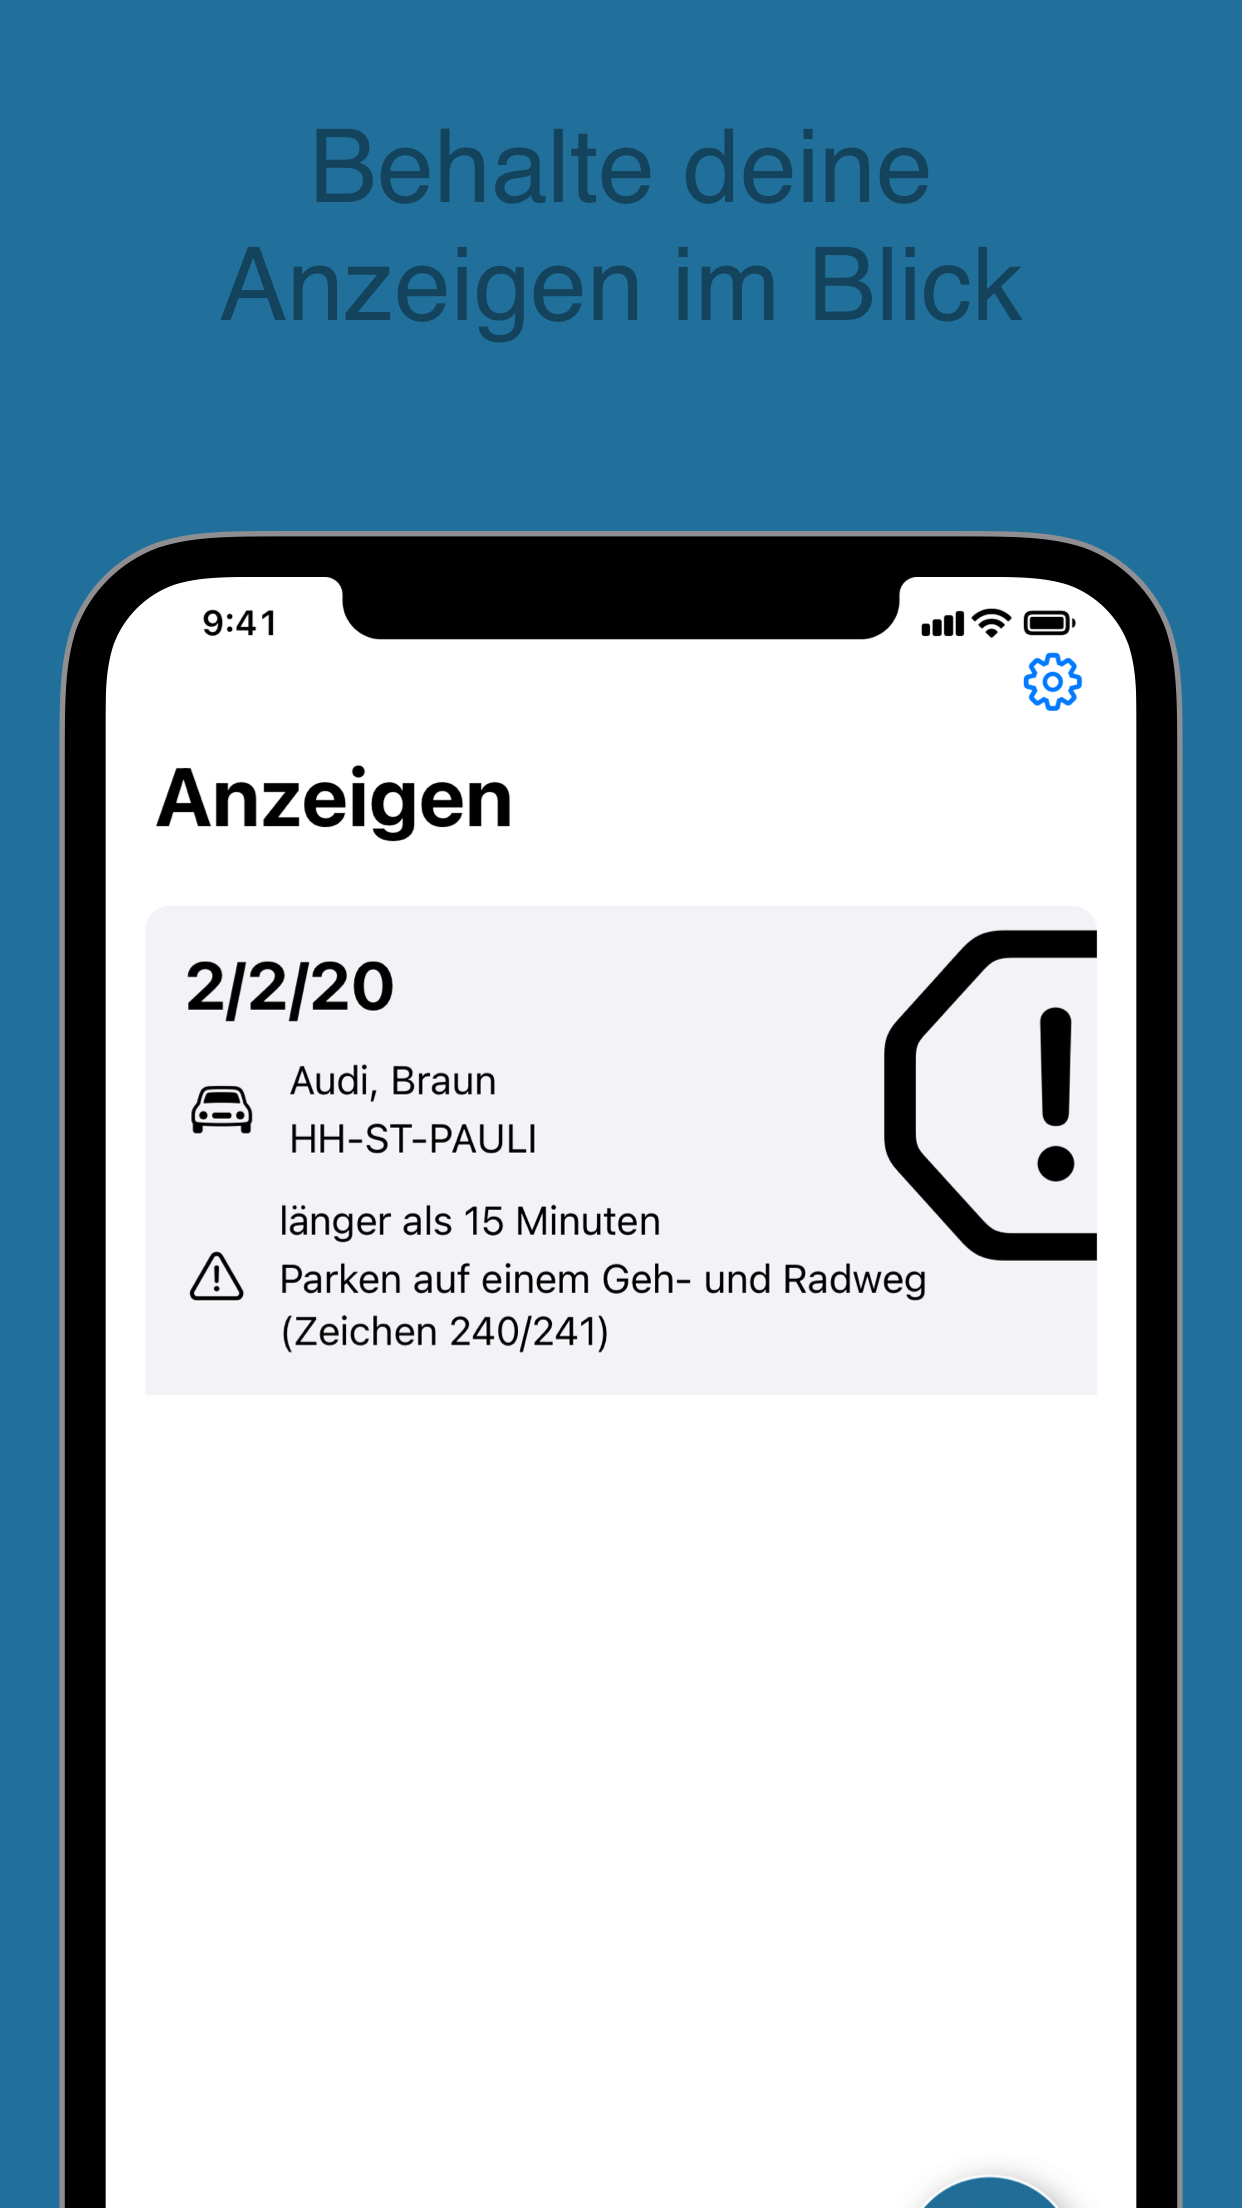 Behalte deine
Anzeigen im Blick
9:41
Anzeigen
2/2/20
Audi, Braun
HH-ST-PAULI
länger als 15 Minuten
Parken auf einem Geh- und Radweg
(Zeichen 240/241)